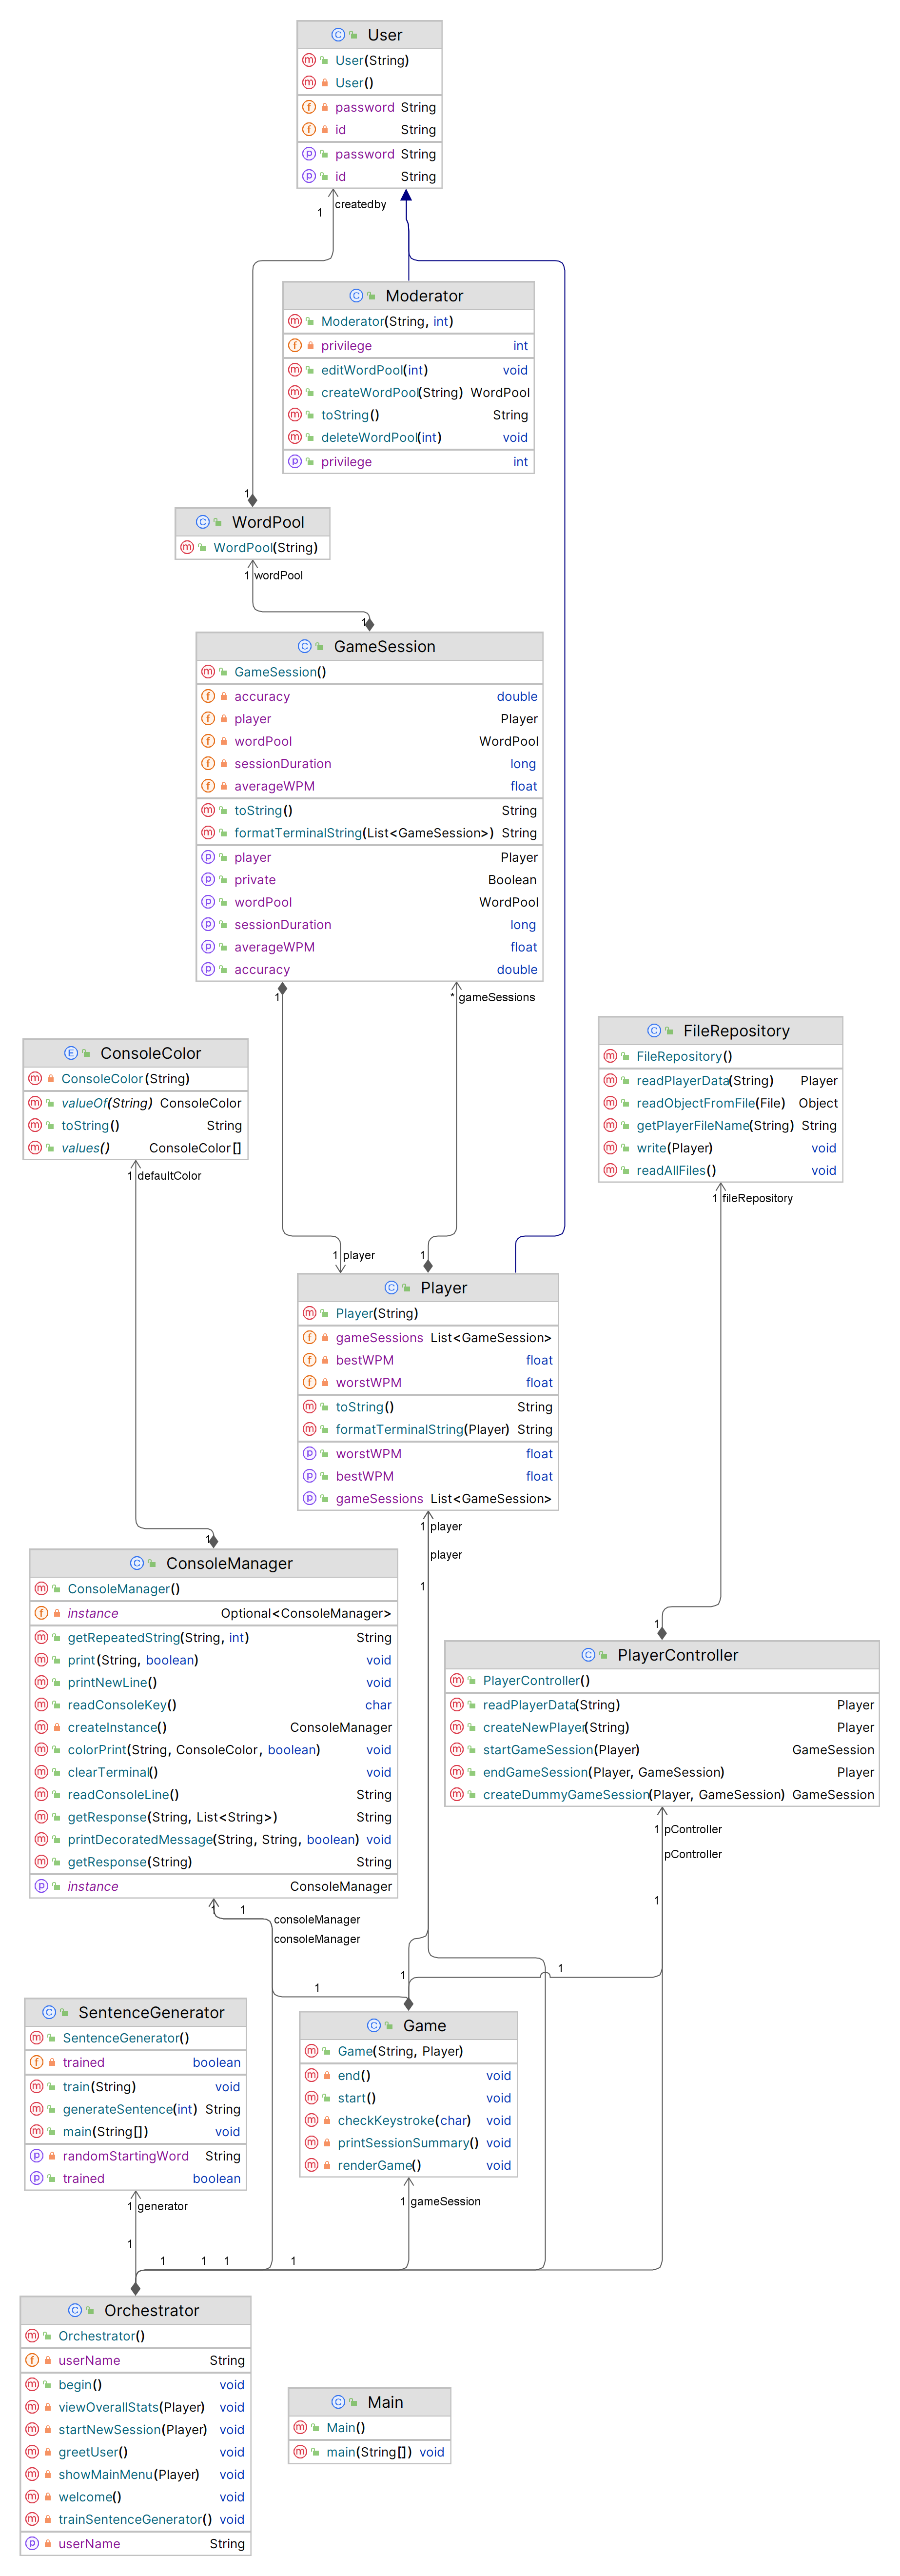 User
User(String)
User()
password String
id String
password String
id String
createdby
1
Moderator
Moderator(String, int)
privilege int
editWordPool(int) void
createWordPool(String) WordPool
toString() String
deleteWordPool(int) void
privilege int
1
WordPool
WordPool(String)
1 wordPool
1
GameSession
GameSession()
accuracy double
player Player
wordPool WordPool
sessionDuration long
averageWPM float
toString() String
formatTerminalString(List<GameSession>) String
player Player
private Boolean
wordPool WordPool
sessionDuration long
averageWPM float
accuracy double
1
* gameSessions
FileRepository
FileRepository()
readPlayerData(String) Player
readObjectFromFile(File) Object
getPlayerFileName(String) String
write(Player) void
readAllFiles() void
1 fileRepository
ConsoleColor
ConsoleColor(String)
valueOf(String) ConsoleColor
toString() String
values() ConsoleColor[]
1 defaultColor
1 player
1
Player
Player(String)
gameSessions List<GameSession>
bestWPM float
worstWPM float
toString() String
formatTerminalString(Player) String
worstWPM float
bestWPM float
gameSessions List<GameSession>
1 player
player
1
1
ConsoleManager
ConsoleManager()
instance Optional<ConsoleManager>
getRepeatedString(String, int) String
print(String, boolean) void
printNewLine() void
readConsoleKey() char
createInstance() ConsoleManager
colorPrint(String, ConsoleColor, boolean) void
clearTerminal() void
readConsoleLine() String
getResponse(String, List<String>) String
printDecoratedMessage(String, String, boolean) void
getResponse(String) String
instance ConsoleManager
1
PlayerController
PlayerController()
readPlayerData(String) Player
createNewPlayer(String) Player
startGameSession(Player) GameSession
endGameSession(Player, GameSession) Player
createDummyGameSession(Player, GameSession) GameSession
1 pController
pController
1
1 1
consoleManager
consoleManager
1
1
1
SentenceGenerator
SentenceGenerator()
trained boolean
train(String) void
generateSentence(int) String
main(String[]) void
randomStartingWord String
trained boolean
1 generator
1
Game
Game(String, Player)
end() void
start() void
checkKeystroke(char) void
printSessionSummary() void
renderGame() void
1 gameSession
1 1 1 1
Orchestrator
Orchestrator()
userName String
begin() void
viewOverallStats(Player) void
startNewSession(Player) void
greetUser() void
showMainMenu(Player) void
welcome() void
trainSentenceGenerator() void
userName String
Main
Main()
main(String[]) void